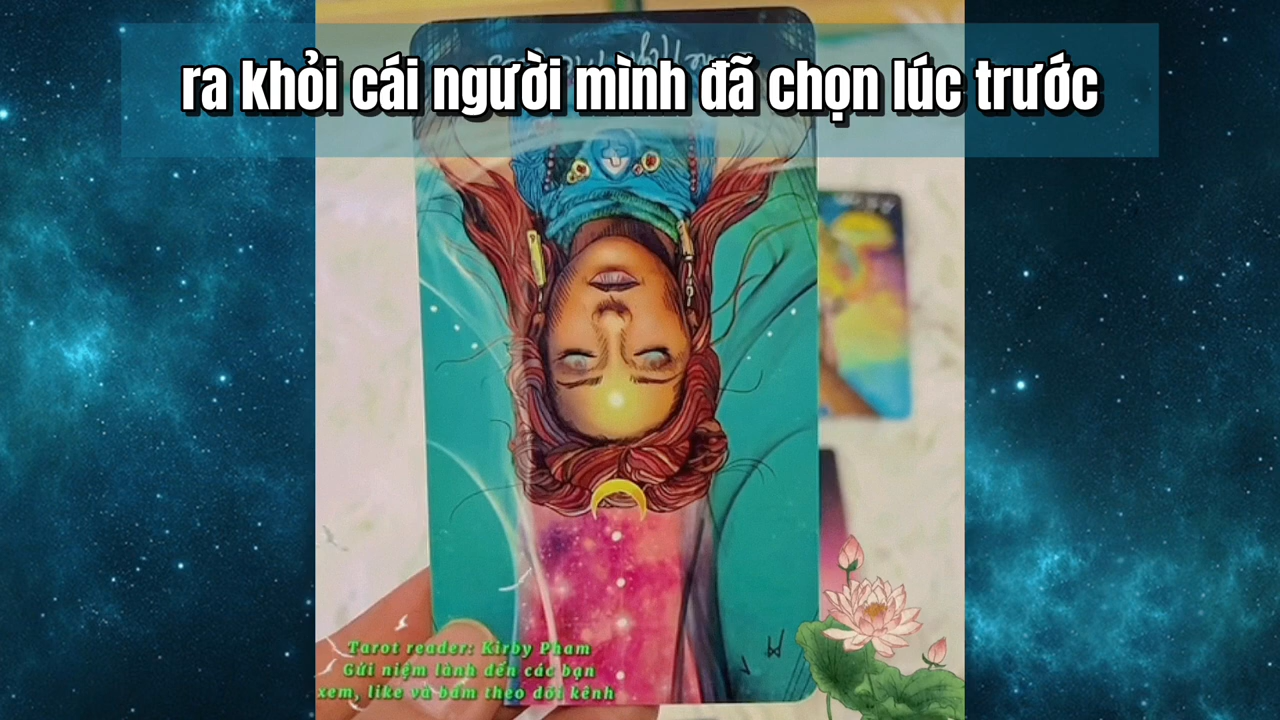 ra khỏi cái người mình đã chọn lúc trước
Tarot reader: Kirby Pham
Gửi niệm lành đến các bạn
xem, like và bấm theo dõi kênh